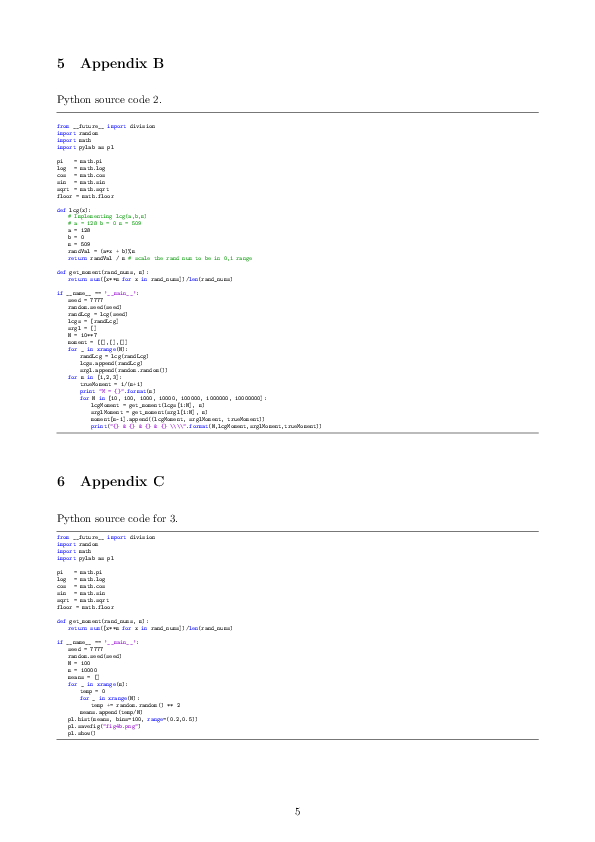 5 Appendix B
Python source code 2.
from __future__ import division
import random
import math
import pylab as pl
pi = math.pi
log = math.log
cos = math.cos
sin = math.sin
sqrt = math.sqrt
floor = math.floor
def lcg(x):
# Implementing lcg(a,b,m)
# a = 128 b = 0 m = 509
a = 128
b = 0
m = 509
randVal = (a*x + b)%m
return randVal / m # scale the rand num to be in 0,1 range
def get_moment(rand_nums, n):
return sum([x**n for x in rand_nums])/len(rand_nums)
if __name__ == '__main__':
seed = 7777
random.seed(seed)
randLcg = lcg(seed)
lcgs = [randLcg]
argl = []
N = 10**7
moment = [[],[],[]]
for _ in xrange(N):
randLcg = lcg(randLcg)
lcgs.append(randLcg)
argl.append(random.random())
for n in [1,2,3]:
trueMoment = 1/(n+1)
print "M = {}".format(n)
for N in [10, 100, 1000, 10000, 100000, 1000000, 10000000]:
lcgMoment = get_moment(lcgs[1:N], n)
arglMoment = get_moment(argl[1:N], n)
moment[n-1].append((lcgMoment, arglMoment, trueMoment))
print("{} & {} & {} & {} \\\\".format(N,lcgMoment,arglMoment,trueMoment))
6 Appendix C
Python source code for 3.
from __future__ import division
import random
import math
import pylab as pl
pi = math.pi
log = math.log
cos = math.cos
sin = math.sin
sqrt = math.sqrt
floor = math.floor
def get_moment(rand_nums, n):
return sum([x**n for x in rand_nums])/len(rand_nums)
if __name__ == '__main__':
seed = 7777
random.seed(seed)
N = 100
n = 10000
means = []
for _ in xrange(n):
temp = 0
for _ in xrange(N):
temp += random.random() ** 2
means.append(temp/N)
pl.hist(means, bins=100, range=(0.2,0.5))
pl.savefig("fig4b.png")
pl.show()
5